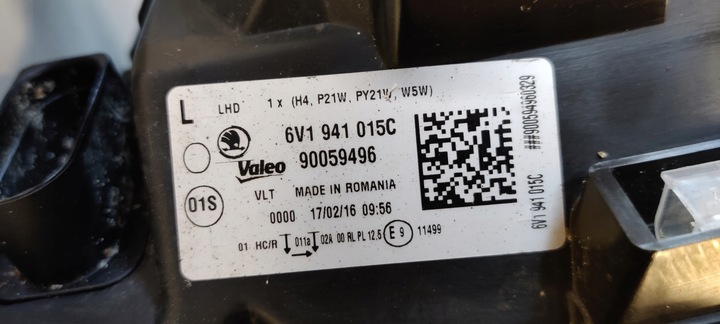 L LHD 1 x (H4, P21W, PY21W, W5W)
6V1 941 015C
Valeo 90059496
01S VLT MADE IN ROMANIA
0000 17/02/16 09:56
01 HC/R 011a 02A 00 RL PL 12.5 E 9 11499
6V1 941 015C